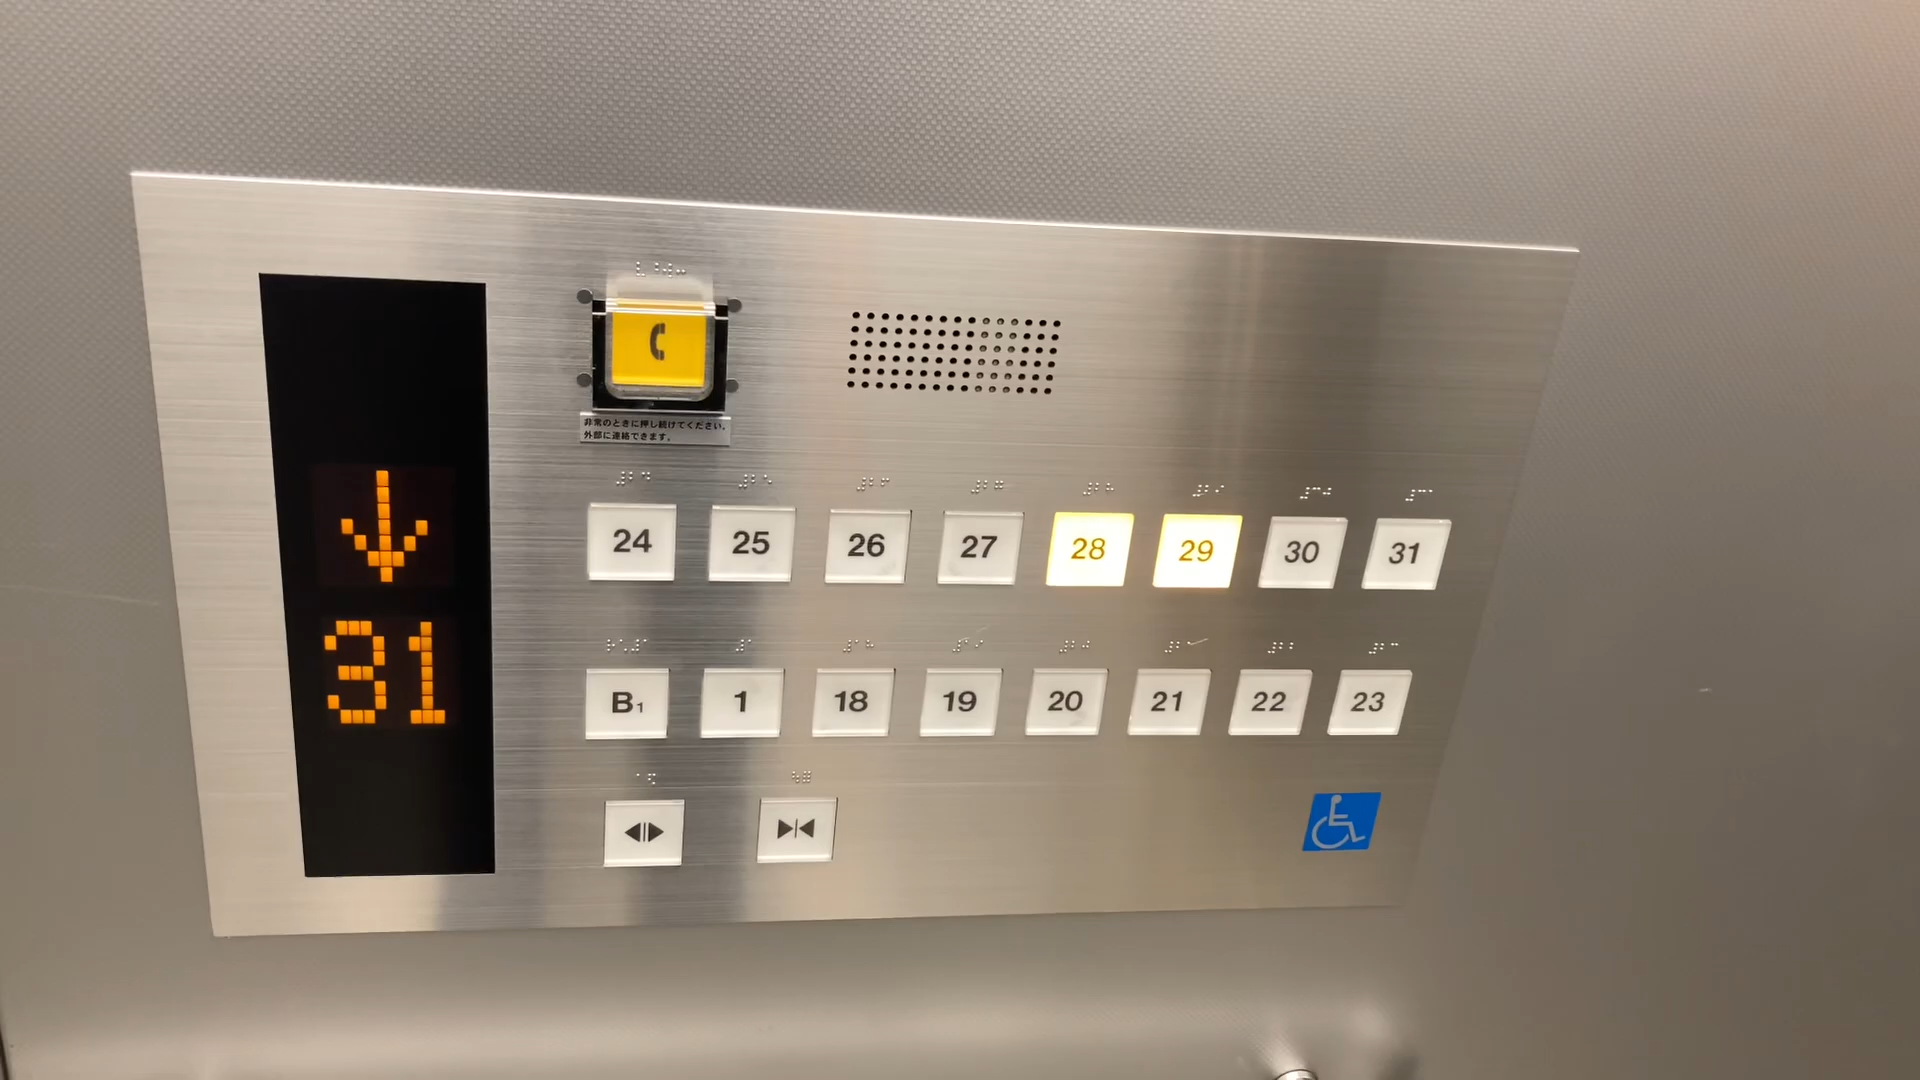 非常のときに押し続けてください。
外部に連絡できます。
31
24 25 26 27 28 29 30 31
B1 1 18 19 20 21 22 23